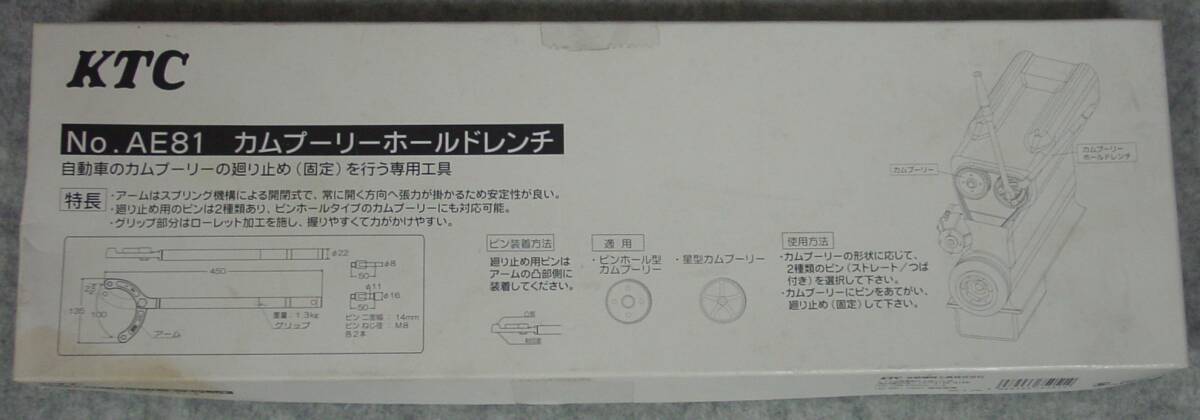 KTC
No.AE81 カムプーリーホールドレンチ
自動車のカムプーリーの廻り止め(固定)を行う専用工具
特長
・アームはスプリング機構による開閉式で、常に開く方向へ張力が掛かるため安定性が良い。
・廻り止め用のピンは2種類あり、ピンホールタイプのカムプーリーにも対応可能。
・グリップ部分はローレット加工を施し、握りやすくて力がかけやすい。
φ22
450
φ8
50
φ11
φ16
50
135
100
重量:1.3kg
グリップ
アーム
ピン二面幅:14mm
ピンねじ径:M8
各2本
ピン装着方法
廻り止め用ピンは
アームの凸部側に
装着してください。
凸部
適用
・ピンホール型
カムプーリー
・星型カムプーリー
使用方法
・カムプーリーの形状に応じて、
2種類のピン(ストレート/つば
付き)を選択して下さい。
・カムプーリーにピンをあてがい、
廻り止め(固定)して下さい。
カムプーリー
カムプーリー
ホールドレンチ
KTC